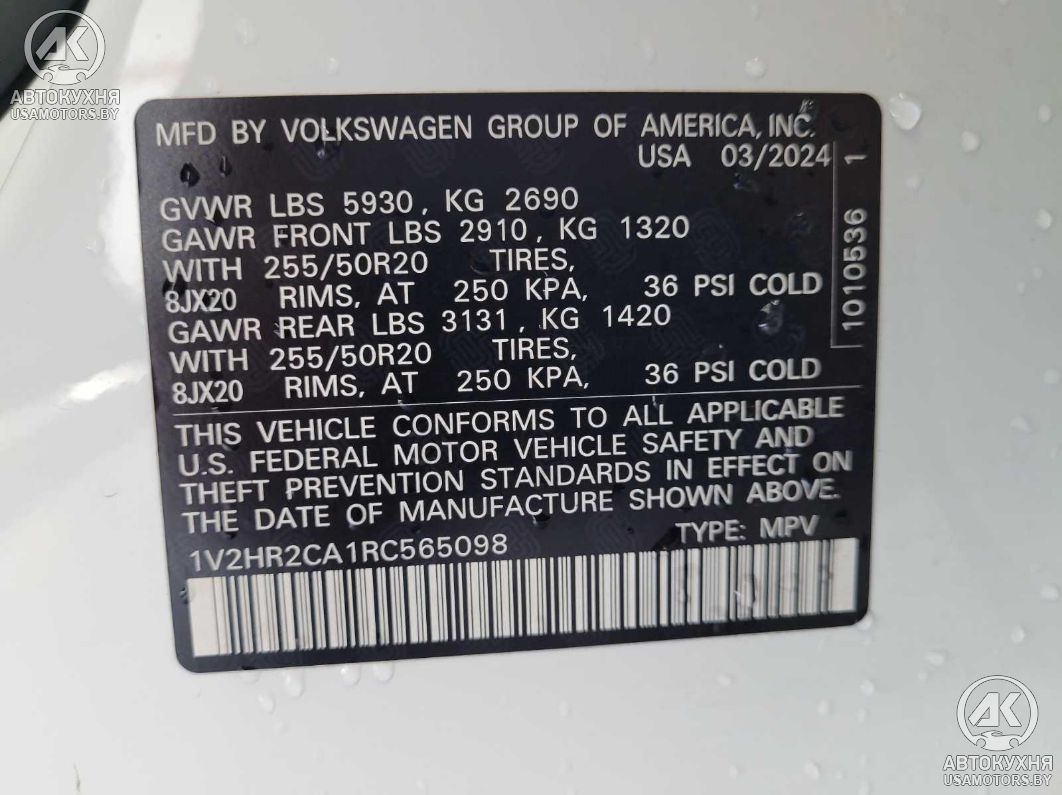 АВТОКУХНЯ
USAMOTORS.BY
MFD BY VOLKSWAGEN GROUP OF AMERICA, INC.
USA 03/2024
GVWR LBS 5930, KG 2690
GAWR FRONT LBS 2910, KG 1320
WITH 255/50R20 TIRES,
8JX20 RIMS, AT 250 KPA, 36 PSI COLD
GAWR REAR LBS 3131, KG 1420
WITH 255/50R20 TIRES,
8JX20 RIMS, AT 250 KPA, 36 PSI COLD
1010536 1
THIS VEHICLE CONFORMS TO ALL APPLICABLE
U.S. FEDERAL MOTOR VEHICLE SAFETY AND
THEFT PREVENTION STANDARDS IN EFFECT ON
THE DATE OF MANUFACTURE SHOWN ABOVE.
1V2HR2CA1RC565098 TYPE: MPV
АК
АВТОКУХНЯ
USAMOTORS.BY